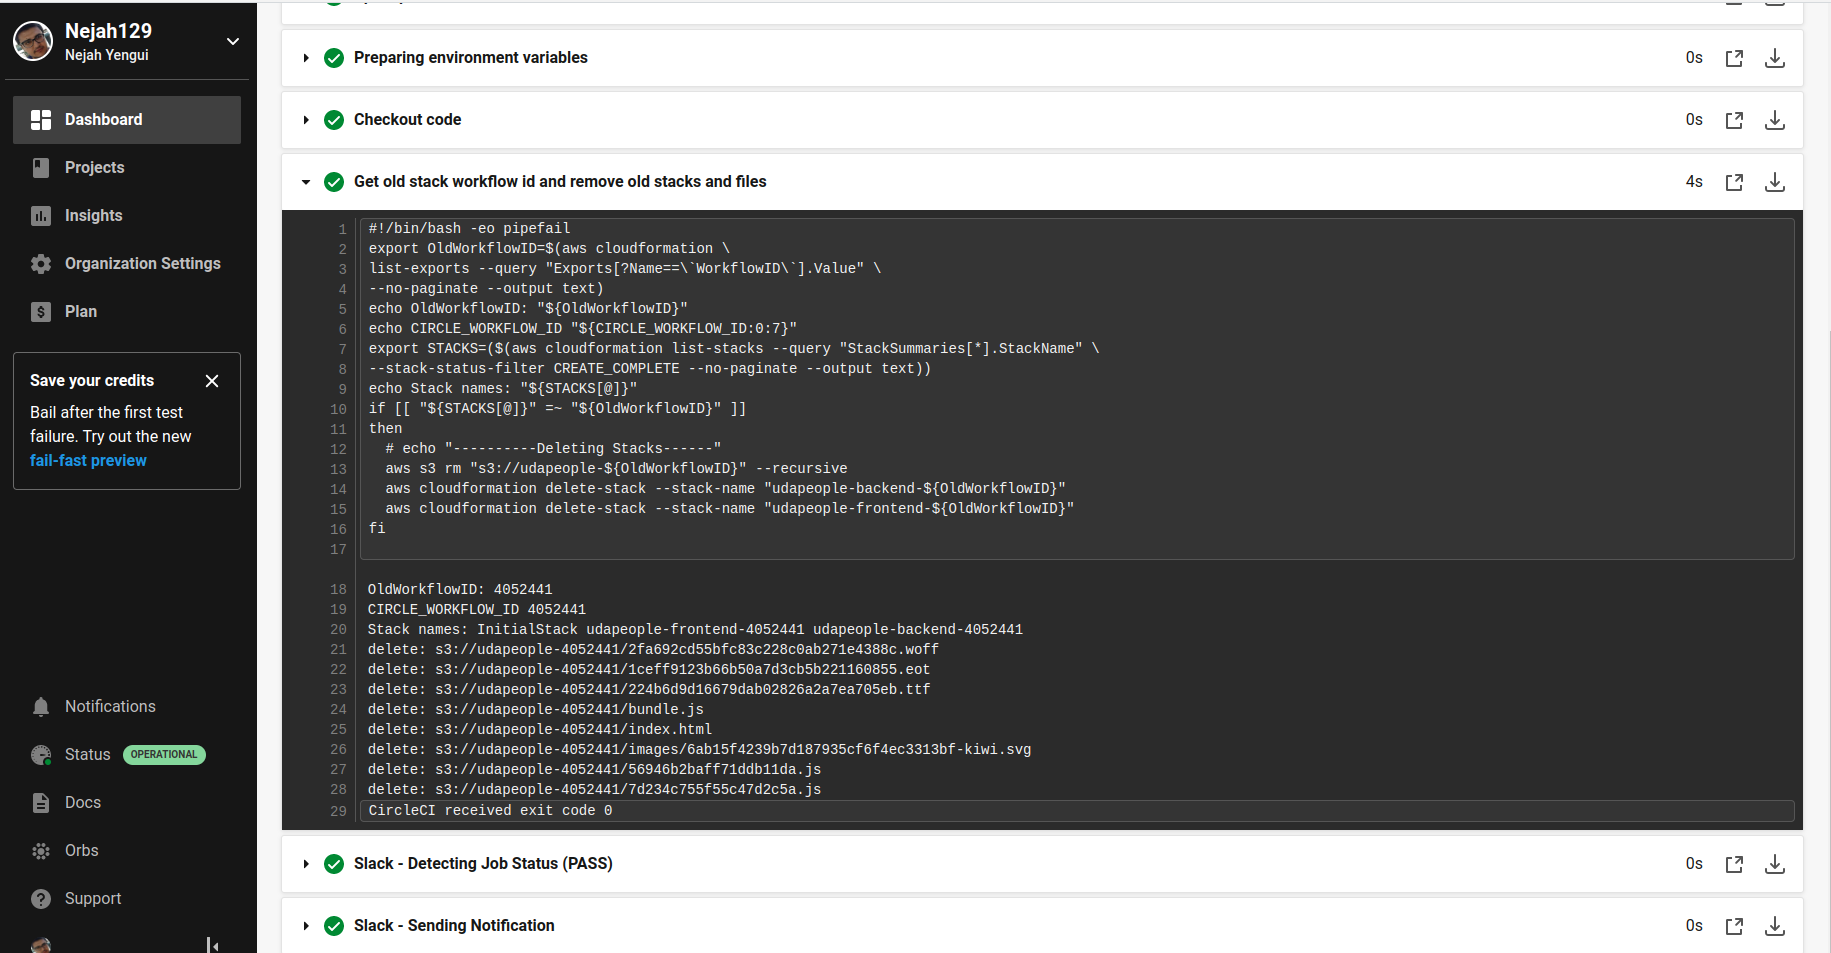 Nejah129
Nejah Yengui
Dashboard
Projects
Insights
Organization Settings
Plan
Save your credits
Bail after the first test
failure. Try out the new
fail-fast preview
Notifications
Status OPERATIONAL
Docs
Orbs
Support
Preparing environment variables 0s
Checkout code 0s
Get old stack workflow id and remove old stacks and files 4s
1 #!/bin/bash -eo pipefail
2 export OldWorkflowID=$(aws cloudformation \
3 list-exports --query "Exports[?Name==\`WorkflowID\`].Value" \
4 --no-paginate --output text)
5 echo OldWorkflowID: "${OldWorkflowID}"
6 echo CIRCLE_WORKFLOW_ID "${CIRCLE_WORKFLOW_ID:0:7}"
7 export STACKS=($(aws cloudformation list-stacks --query "StackSummaries[*].StackName" \
8 --stack-status-filter CREATE_COMPLETE --no-paginate --output text))
9 echo Stack names: "${STACKS[@]}"
10 if [[ "${STACKS[@]}" =~ "${OldWorkflowID}" ]]
11 then
12   # echo "----------Deleting Stacks------"
13   aws s3 rm "s3://udapeople-${OldWorkflowID}" --recursive
14   aws cloudformation delete-stack --stack-name "udapeople-backend-${OldWorkflowID}"
15   aws cloudformation delete-stack --stack-name "udapeople-frontend-${OldWorkflowID}"
16 fi
17
18 OldWorkflowID: 4052441
19 CIRCLE_WORKFLOW_ID 4052441
20 Stack names: InitialStack udapeople-frontend-4052441 udapeople-backend-4052441
21 delete: s3://udapeople-4052441/2fa692cd55bfc83c228c0ab271e4388c.woff
22 delete: s3://udapeople-4052441/1ceff9123b66b50a7d3cb5b221160855.eot
23 delete: s3://udapeople-4052441/224b6d9d16679dab02826a2a7ea705eb.ttf
24 delete: s3://udapeople-4052441/bundle.js
25 delete: s3://udapeople-4052441/index.html
26 delete: s3://udapeople-4052441/images/6ab15f4239b7d187935cf6f4ec3313bf-kiwi.svg
27 delete: s3://udapeople-4052441/56946b2baff71ddb11da.js
28 delete: s3://udapeople-4052441/7d234c755f55c47d2c5a.js
29 CircleCI received exit code 0
Slack - Detecting Job Status (PASS) 0s
Slack - Sending Notification 0s